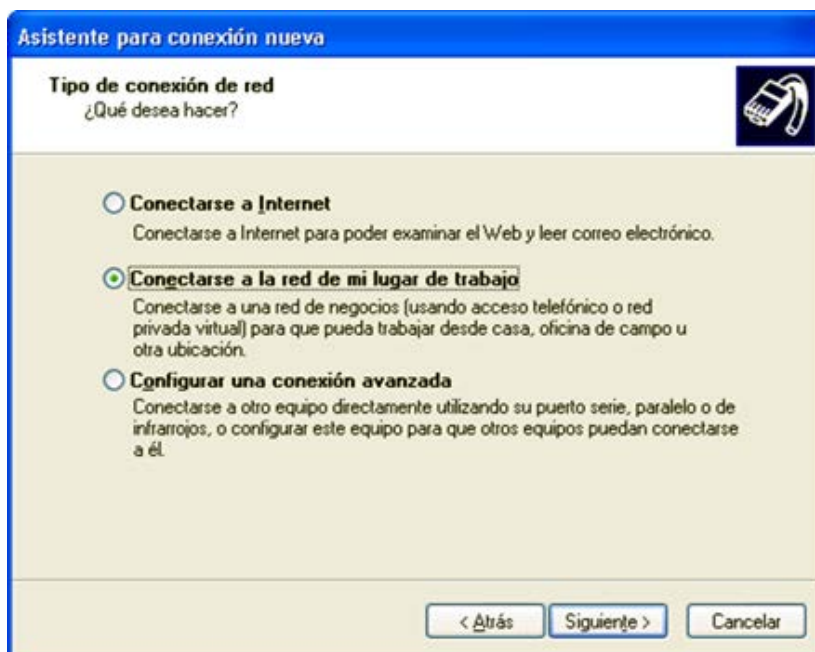 Asistente para conexión nueva
Tipo de conexión de red
¿Qué desea hacer?
Conectarse a Internet
Conectarse a Internet para poder examinar el Web y leer correo electrónico.
Conectarse a la red de mi lugar de trabajo
Conectarse a una red de negocios (usando acceso telefónico o red
privada virtual) para que pueda trabajar desde casa, oficina de campo u
otra ubicación.
Configurar una conexión avanzada
Conectarse a otro equipo directamente utilizando su puerto serie, paralelo o de
infrarrojos, o configurar este equipo para que otros equipos puedan conectarse
a él.
< Atrás
Siguiente >
Cancelar